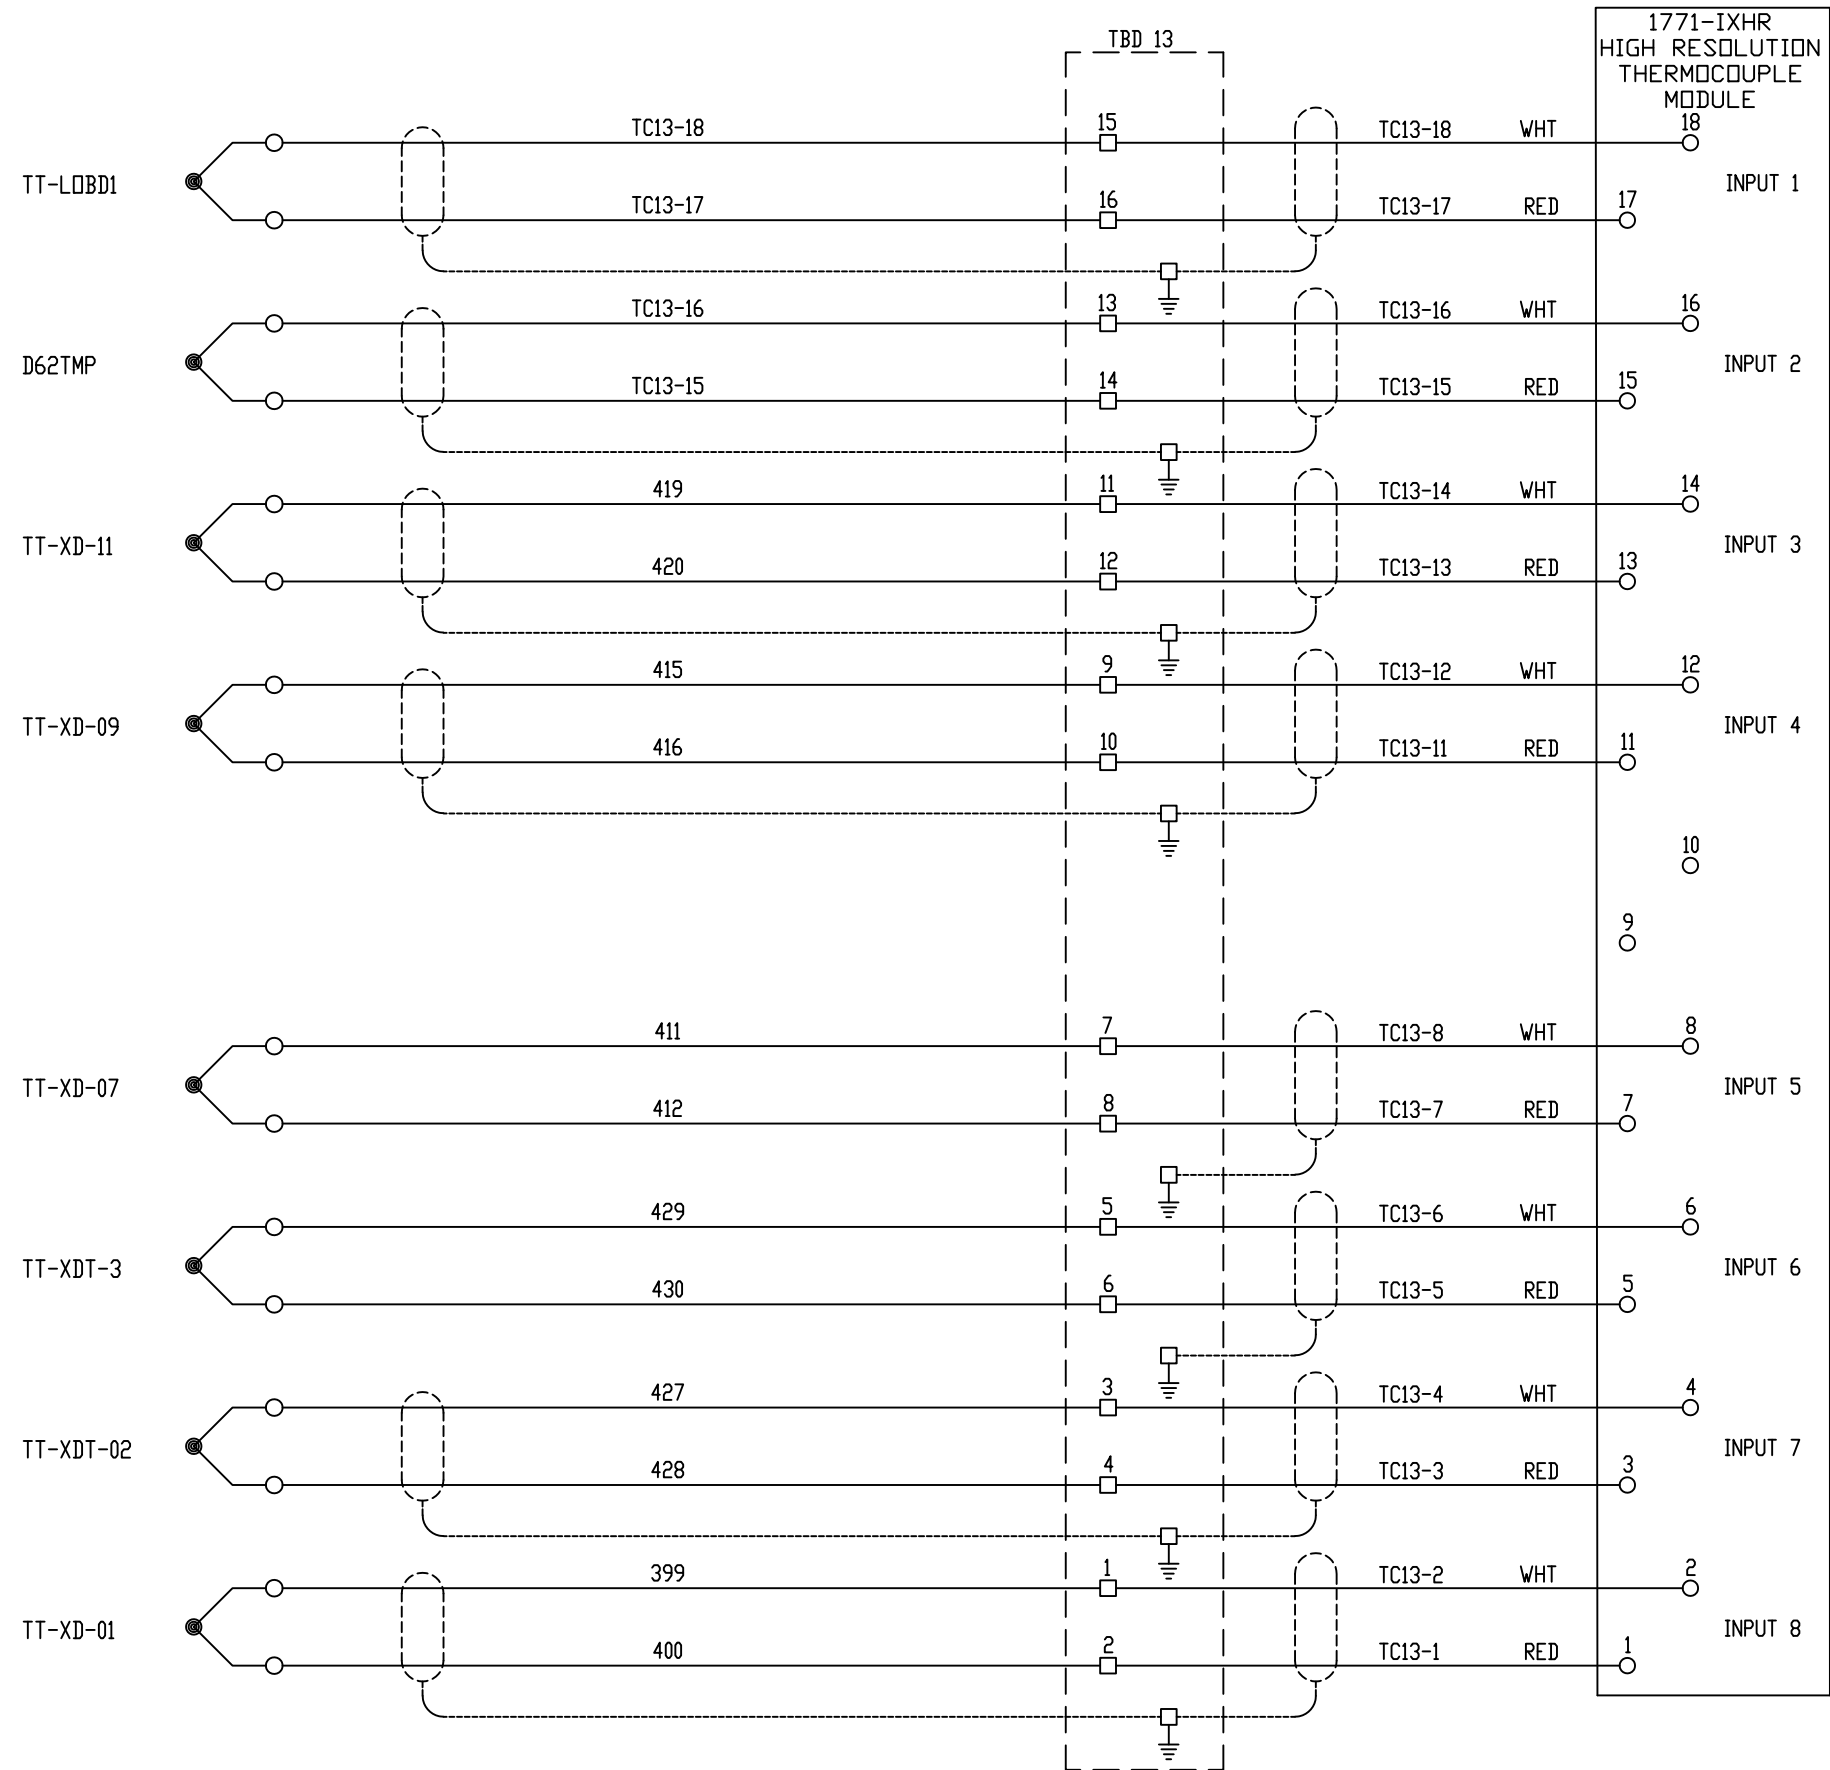 1771-IXHR
HIGH RESOLUTION
THERMOCOUPLE
MODULE
TBD 13
TC13-18 15 TC13-18 WHT 18
TT-LOBD1 INPUT 1
TC13-17 16 TC13-17 RED 17
TC13-16 13 TC13-16 WHT 16
D62TMP INPUT 2
TC13-15 14 TC13-15 RED 15
419 11 TC13-14 WHT 14
TT-XD-11 INPUT 3
420 12 TC13-13 RED 13
415 9 TC13-12 WHT 12
TT-XD-09 INPUT 4
416 10 TC13-11 RED 11
10
9
411 7 TC13-8 WHT 8
TT-XD-07 INPUT 5
412 8 TC13-7 RED 7
429 5 TC13-6 WHT 6
TT-XDT-3 INPUT 6
430 6 TC13-5 RED 5
427 3 TC13-4 WHT 4
TT-XDT-02 INPUT 7
428 4 TC13-3 RED 3
399 1 TC13-2 WHT 2
TT-XD-01 INPUT 8
400 2 TC13-1 RED 1